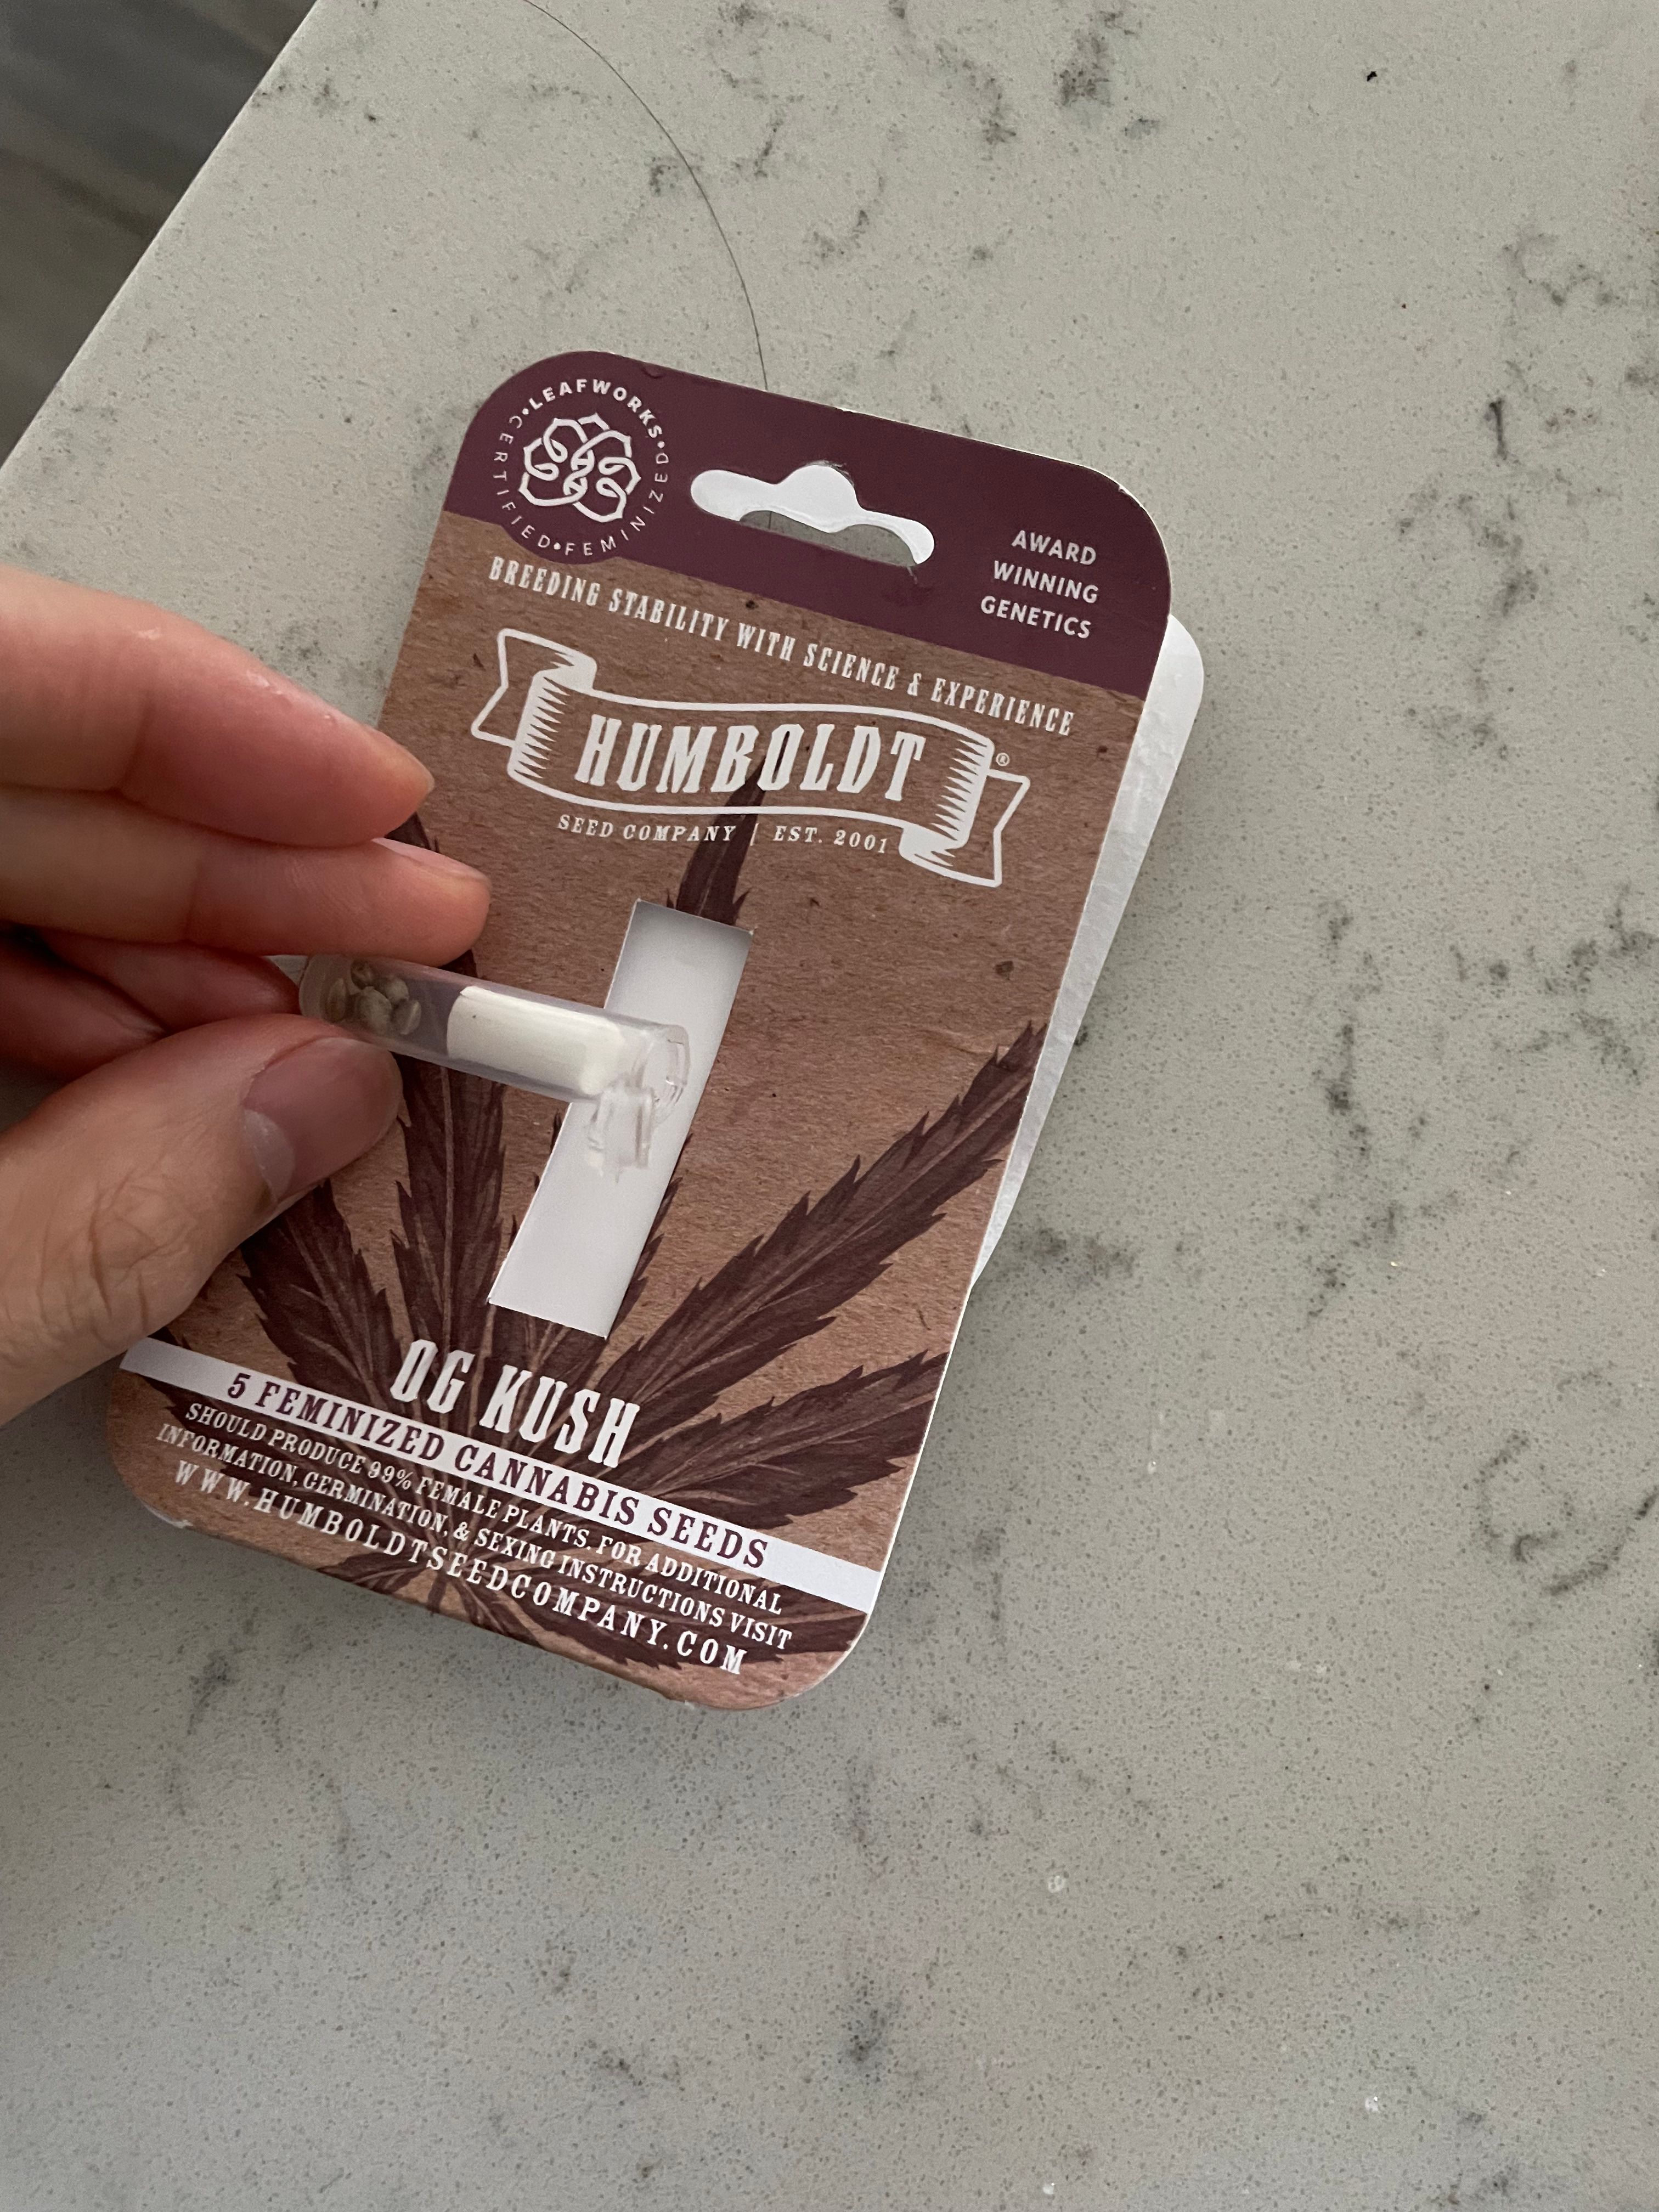 LEAFWORKS
CERTIFIED • FEMINIZED
AWARD
WINNING
GENETICS
BREEDING STABILITY WITH SCIENCE & EXPERIENCE
HUMBOLDT®
SEED COMPANY | EST. 2001
OG KUSH
5 FEMINIZED CANNABIS SEEDS
SHOULD PRODUCE 99% FEMALE PLANTS. FOR ADDITIONAL
INFORMATION, GERMINATION, & SEXING INSTRUCTIONS VISIT
WWW.HUMBOLDTSEEDCOMPANY.COM